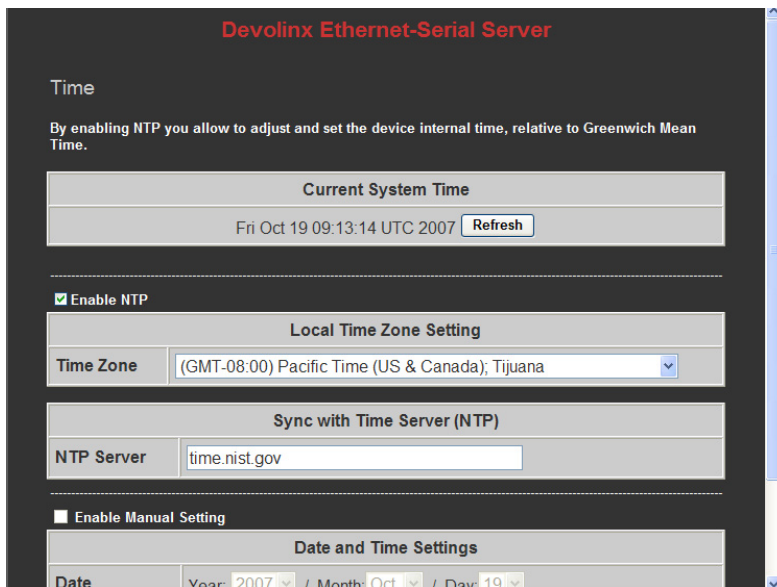 Devolinx Ethernet-Serial Server
Time
By enabling NTP you allow to adjust and set the device internal time, relative to Greenwich Mean
Time.
Current System Time
Fri Oct 19 09:13:14 UTC 2007 Refresh
Enable NTP
Local Time Zone Setting
Time Zone (GMT-08:00) Pacific Time (US & Canada); Tijuana
Sync with Time Server (NTP)
NTP Server time.nist.gov
Enable Manual Setting
Date and Time Settings
Date Year: 2007 / Month: Oct / Day: 19